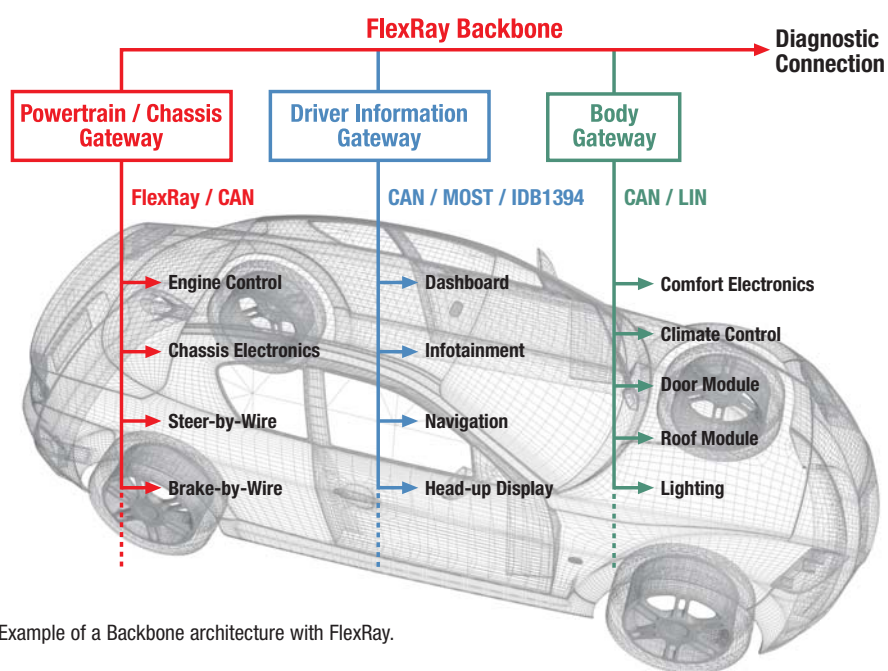 FlexRay Backbone
Diagnostic
Connection
Powertrain / Chassis
Gateway
Driver Information
Gateway
Body
Gateway
FlexRay / CAN
CAN / MOST / IDB1394
CAN / LIN
Engine Control
Chassis Electronics
Steer-by-Wire
Brake-by-Wire
Dashboard
Infotainment
Navigation
Head-up Display
Comfort Electronics
Climate Control
Door Module
Roof Module
Lighting
Example of a Backbone architecture with FlexRay.